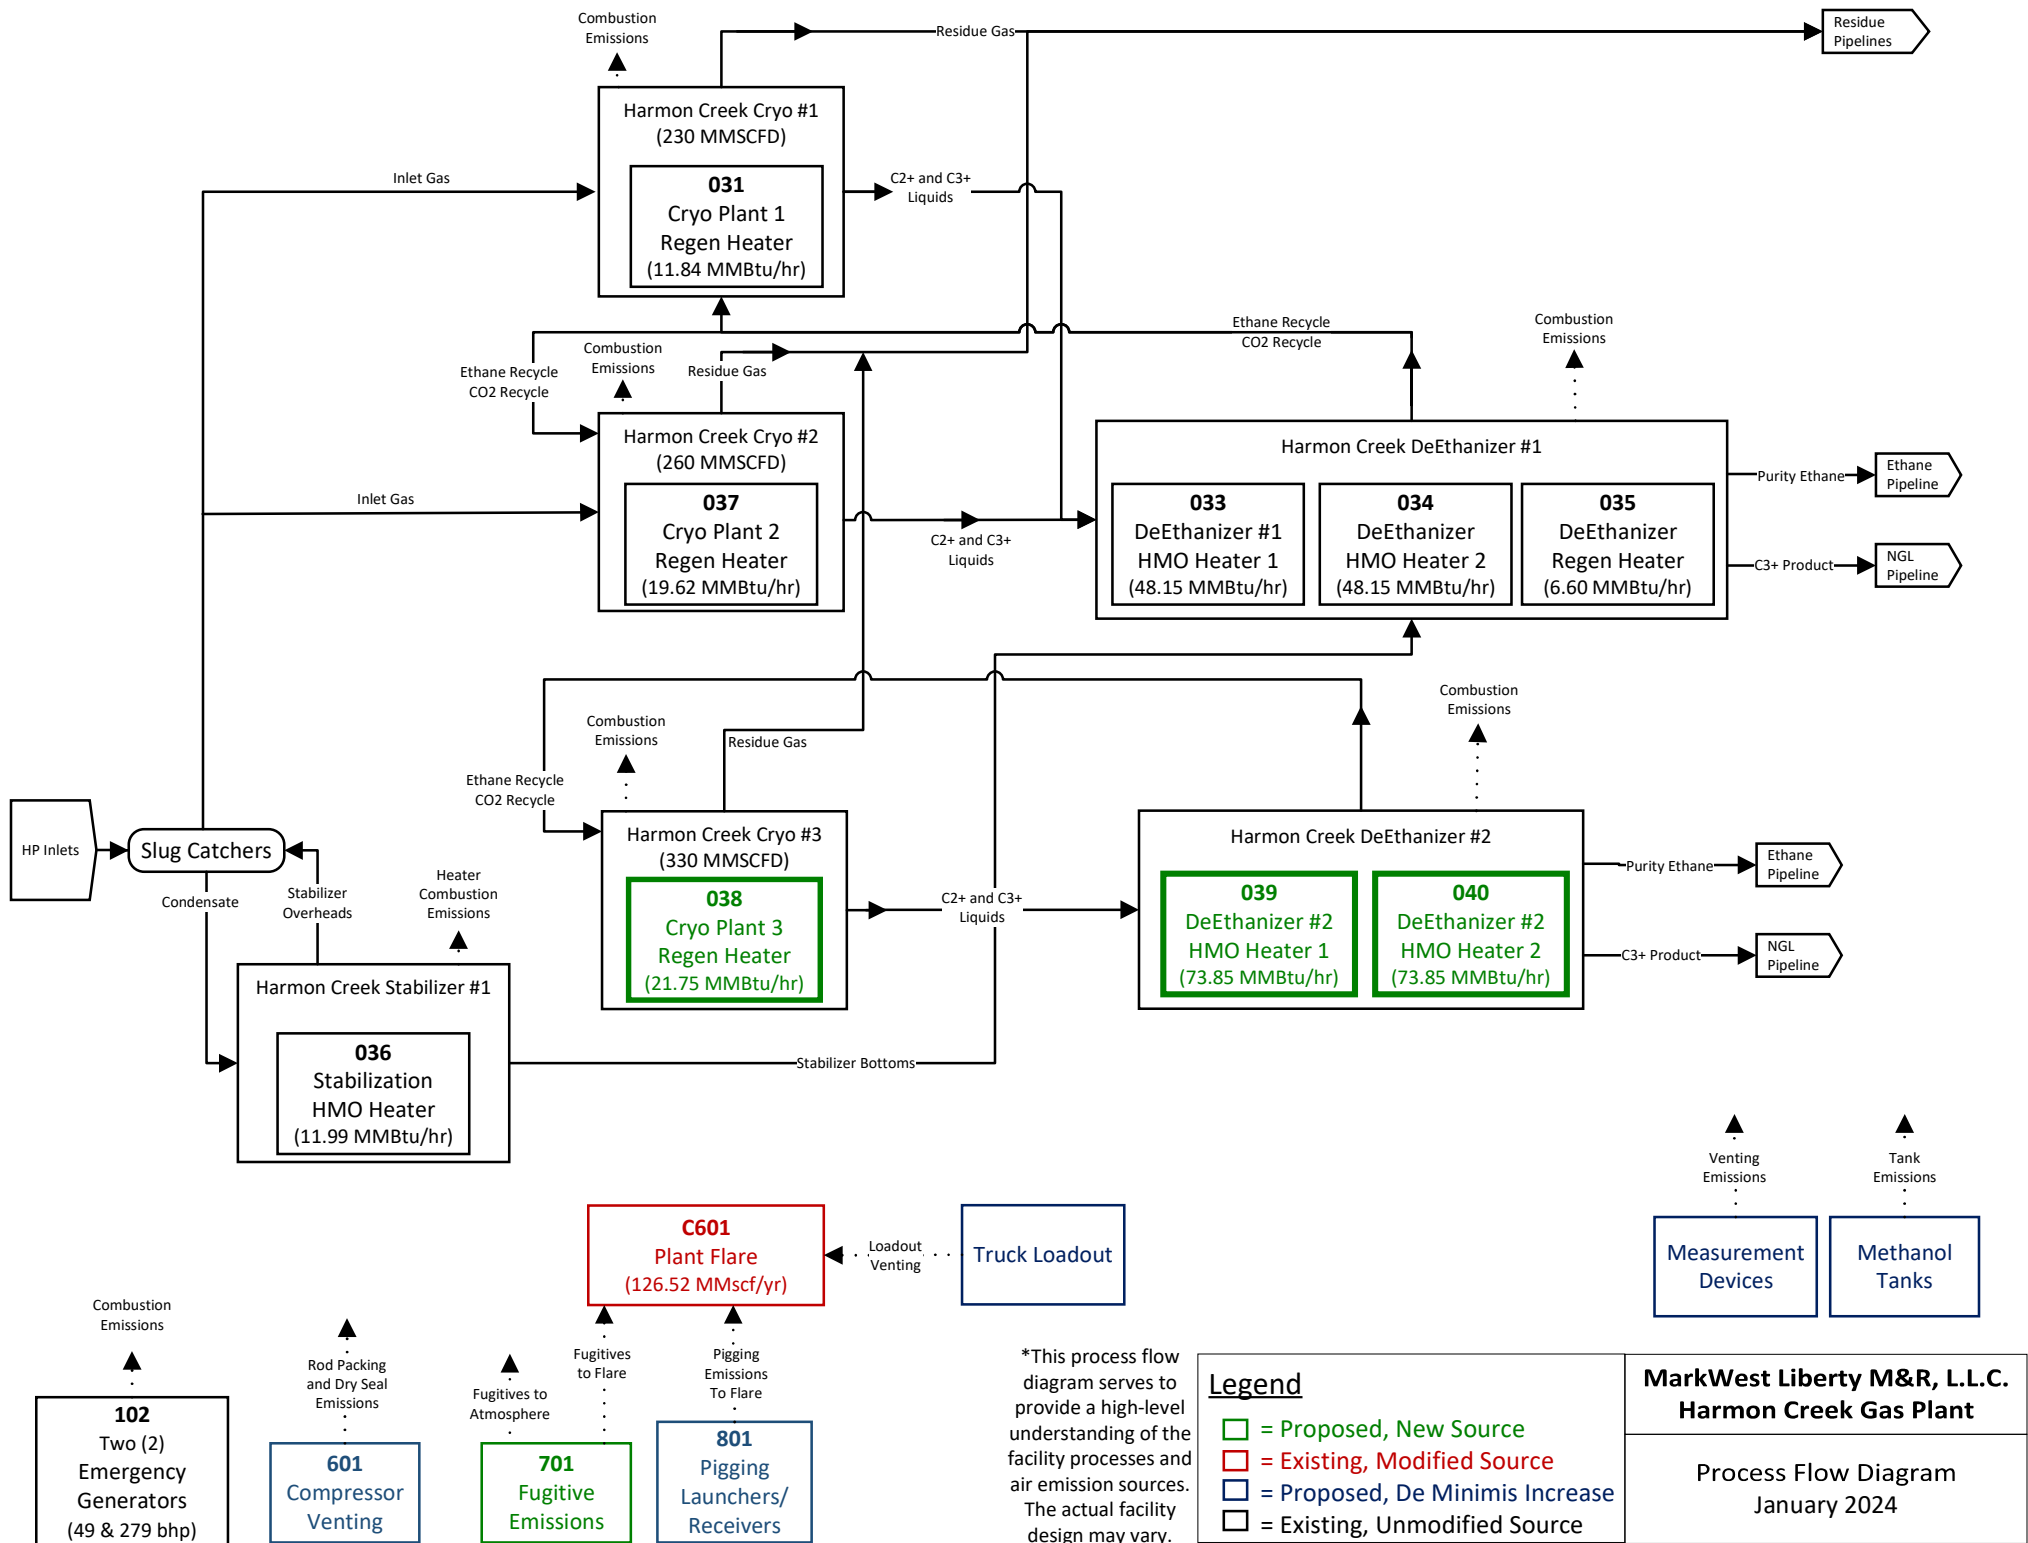 Combustion
Emissions
Residue Gas
Residue
Pipelines
Harmon Creek Cryo #1
(230 MMSCFD)
031
Cryo Plant 1
Regen Heater
(11.84 MMBtu/hr)
Inlet Gas
C2+ and C3+
Liquids
Ethane Recycle
CO2 Recycle
Combustion
Emissions
Combustion
Emissions
Ethane Recycle
CO2 Recycle
Residue Gas
Harmon Creek Cryo #2
(260 MMSCFD)
037
Cryo Plant 2
Regen Heater
(19.62 MMBtu/hr)
Inlet Gas
C2+ and C3+
Liquids
Harmon Creek DeEthanizer #1
033
DeEthanizer #1
HMO Heater 1
(48.15 MMBtu/hr)
034
DeEthanizer
HMO Heater 2
(48.15 MMBtu/hr)
035
DeEthanizer
Regen Heater
(6.60 MMBtu/hr)
Purity Ethane
Ethane
Pipeline
C3+ Product
NGL
Pipeline
Combustion
Emissions
Residue Gas
Combustion
Emissions
Ethane Recycle
CO2 Recycle
Harmon Creek Cryo #3
(330 MMSCFD)
038
Cryo Plant 3
Regen Heater
(21.75 MMBtu/hr)
C2+ and C3+
Liquids
Harmon Creek DeEthanizer #2
039
DeEthanizer #2
HMO Heater 1
(73.85 MMBtu/hr)
040
DeEthanizer #2
HMO Heater 2
(73.85 MMBtu/hr)
Purity Ethane
Ethane
Pipeline
C3+ Product
NGL
Pipeline
HP Inlets
Slug Catchers
Condensate
Stabilizer
Overheads
Heater
Combustion
Emissions
Harmon Creek Stabilizer #1
036
Stabilization
HMO Heater
(11.99 MMBtu/hr)
Stabilizer Bottoms
Venting
Emissions
Tank
Emissions
Measurement
Devices
Methanol
Tanks
C601
Plant Flare
(126.52 MMscf/yr)
Loadout
Venting
Truck Loadout
Combustion
Emissions
102
Two (2)
Emergency
Generators
(49 & 279 bhp)
Rod Packing
and Dry Seal
Emissions
601
Compressor
Venting
Fugitives to
Atmosphere
Fugitives
to Flare
701
Fugitive
Emissions
Pigging
Emissions
To Flare
801
Pigging
Launchers/
Receivers
*This process flow
diagram serves to
provide a high-level
understanding of the
facility processes and
air emission sources.
The actual facility
design may vary.
Legend
= Proposed, New Source
= Existing, Modified Source
= Proposed, De Minimis Increase
= Existing, Unmodified Source
MarkWest Liberty M&R, L.L.C.
Harmon Creek Gas Plant
Process Flow Diagram
January 2024